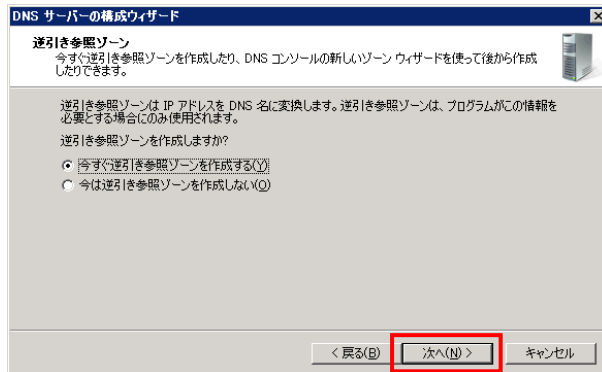 DNS サーバーの構成ウィザード
逆引き参照ゾーン
今すぐ逆引き参照ゾーンを作成したり、DNS コンソールの新しいゾーン ウィザードを使って後から作成
したりできます。
逆引き参照ゾーンは IP アドレスを DNS 名に変換します。逆引き参照ゾーンは、プログラムがこの情報を
必要とする場合にのみ使用されます。
逆引き参照ゾーンを作成しますか?
今すぐ逆引き参照ゾーンを作成する(Y)
今は逆引き参照ゾーンを作成しない(O)
< 戻る(B) 次へ(N) > キャンセル